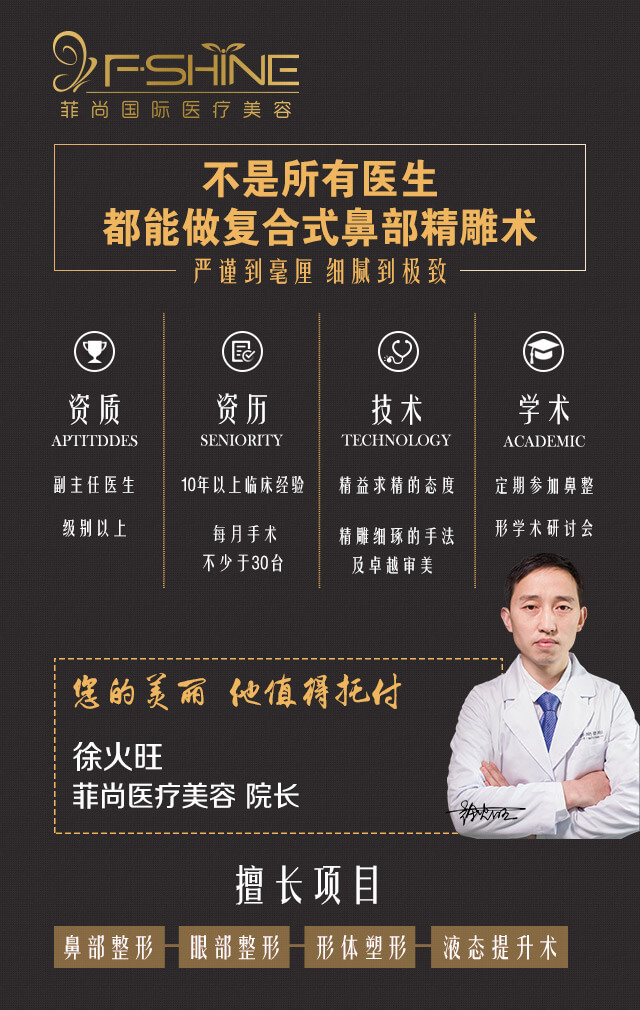 F·SHINE
菲尚国际医疗美容
不是所有医生
都能做复合式鼻部精雕术
严谨到毫厘 细腻到极致
资质
APTITDDES
副主任医生
级别以上
资历
SENIORITY
10年以上临床经验
每月手术
不少于30台
技术
TECHNOLOGY
精益求精的态度
精雕细琢的手法
及卓越审美
学术
ACADEMIC
定期参加鼻整
形学术研讨会
您的美丽 他值得托付
徐火旺
菲尚医疗美容 院长
徐火旺
擅长项目
鼻部整形 眼部整形 形体塑形 液态提升术